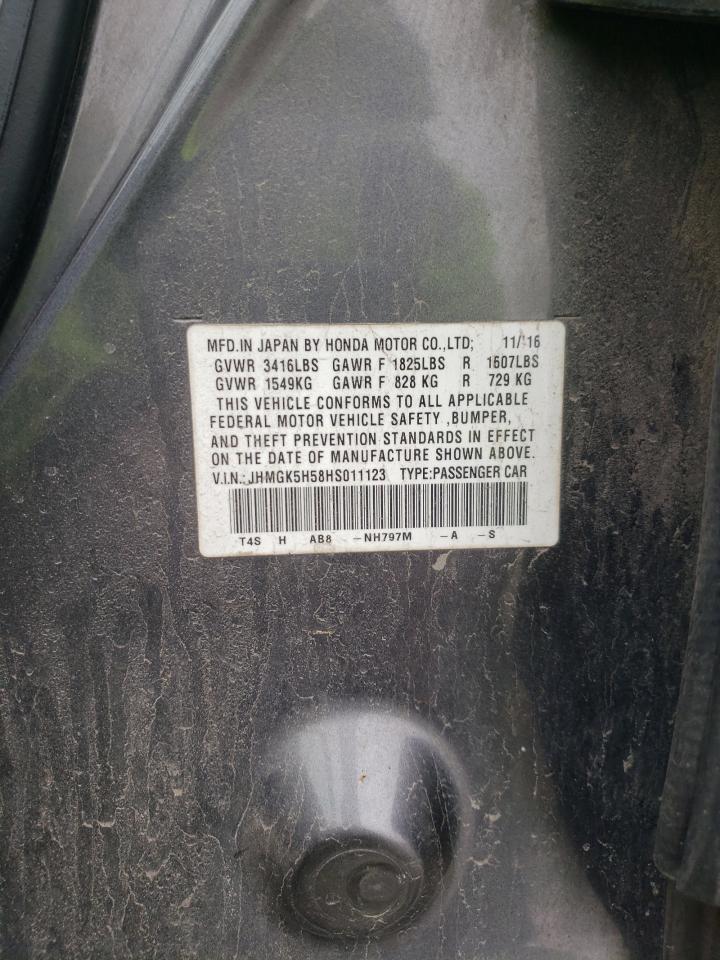 MFD.IN JAPAN BY HONDA MOTOR CO.,LTD; 11/16
GVWR 3416LBS GAWR F 1825LBS R 1607LBS
GVWR 1549KG GAWR F 828 KG R 729 KG
THIS VEHICLE CONFORMS TO ALL APPLICABLE
FEDERAL MOTOR VEHICLE SAFETY ,BUMPER,
AND THEFT PREVENTION STANDARDS IN EFFECT
ON THE DATE OF MANUFACTURE SHOWN ABOVE.
V.I.N.:JHMGK5H58HS011123 TYPE:PASSENGER CAR
T4S H AB8 -NH797M -A -S